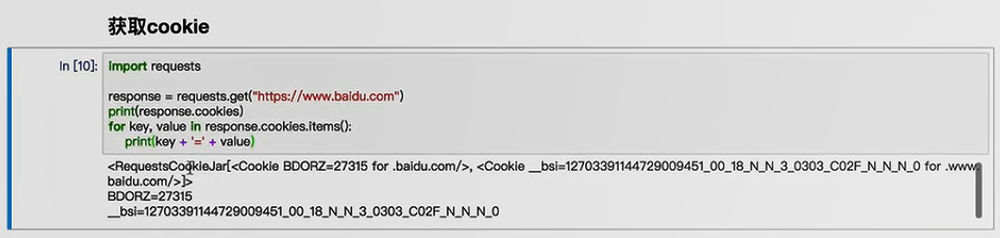 获取cookie
In [10]: import requests
response = requests.get("https://www.baidu.com")
print(response.cookies)
for key, value in response.cookies.items():
    print(key + '=' + value)
<RequestsCookieJar[<Cookie BDORZ=27315 for .baidu.com/>, <Cookie __bsi=12703391144729009451_00_18_N_N_3_0303_C02F_N_N_N_0 for .www.
baidu.com/>]>
BDORZ=27315
__bsi=12703391144729009451_00_18_N_N_3_0303_C02F_N_N_N_0